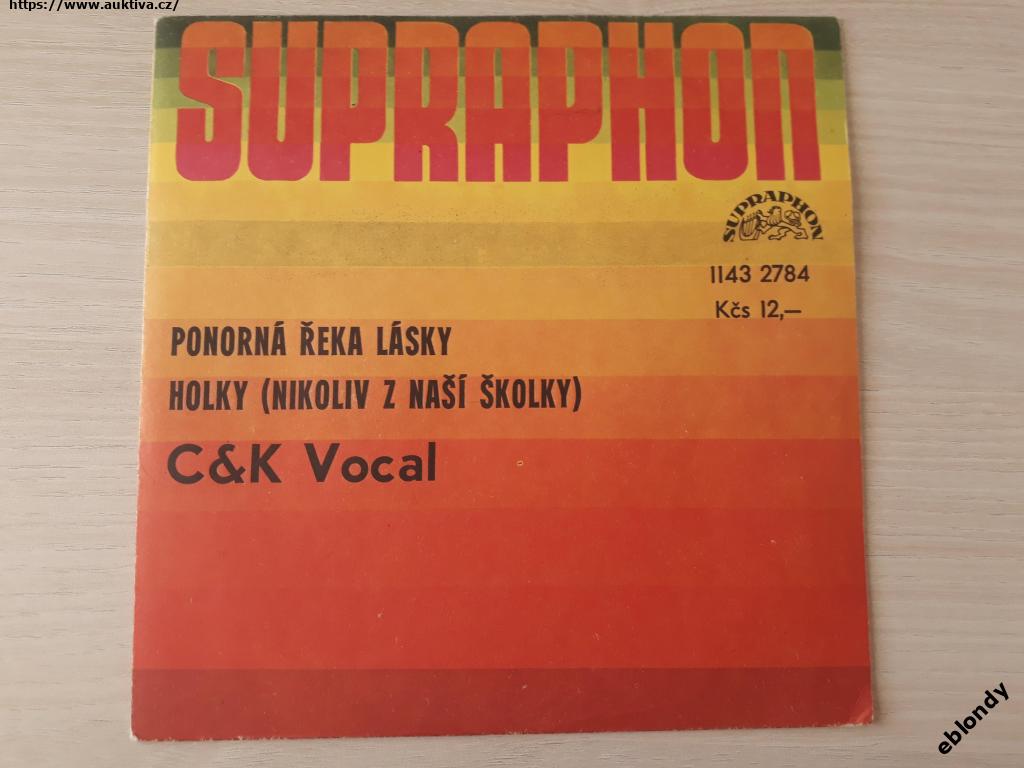 https://www.auktiva.cz/
SUPRAPHON
SUPRAPHON
1143 2784
Kčs 12,—
PONORNÁ ŘEKA LÁSKY
HOLKY (NIKOLIV Z NAŠÍ ŠKOLKY)
C&K Vocal
eblondy